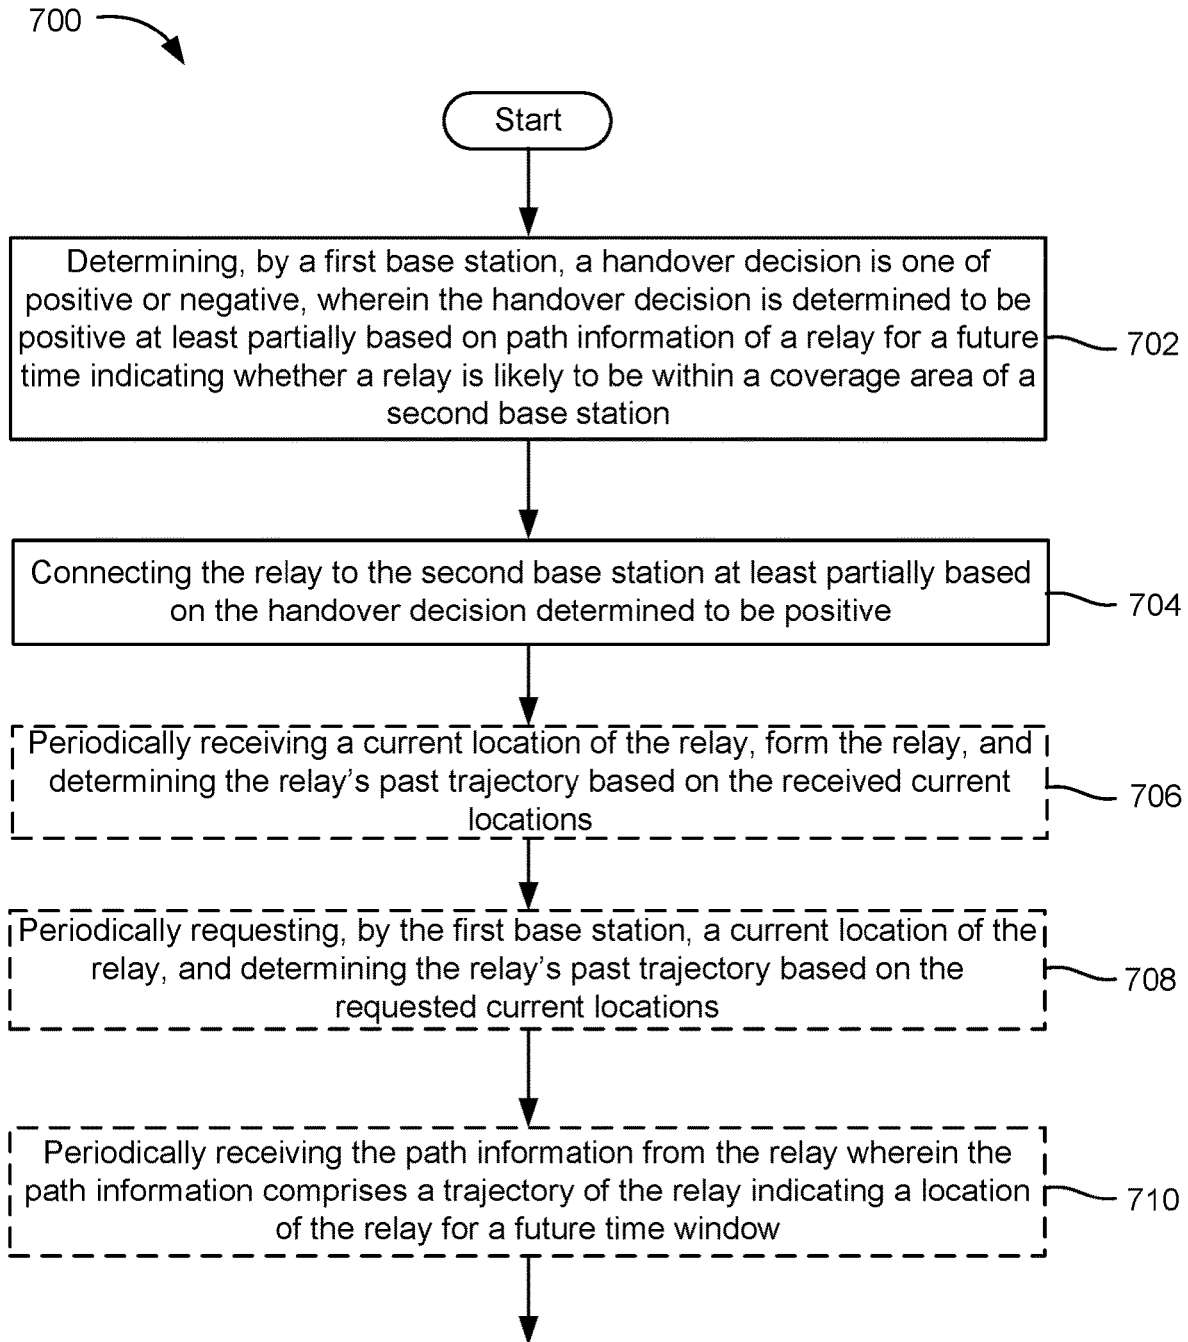 700
Start
Determining, by a first base station, a handover decision is one of
positive or negative, wherein the handover decision is determined to be
positive at least partially based on path information of a relay for a future
time indicating whether a relay is likely to be within a coverage area of a
second base station
702
Connecting the relay to the second base station at least partially based
on the handover decision determined to be positive
704
Periodically receiving a current location of the relay, form the relay, and
determining the relay’s past trajectory based on the received current
locations
706
Periodically requesting, by the first base station, a current location of the
relay, and determining the relay’s past trajectory based on the
requested current locations
708
Periodically receiving the path information from the relay wherein the
path information comprises a trajectory of the relay indicating a location
of the relay for a future time window
710